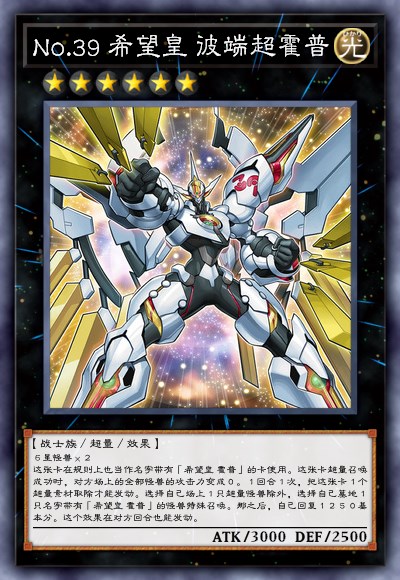 No.39 希望皇 波端超霍普
光
39
【战士族／超量／效果】
６星怪兽×２
这张卡在规则上也当作名字带有「希望皇 霍普」的卡使用。这张卡超量召唤
成功时，对方场上的全部怪兽的攻击力变成０。１回合１次，把这张卡１个
超量素材取除才能发动。选择自己场上１只超量怪兽除外，选择自己墓地１
只名字带有「希望皇 霍普」的怪兽特殊召唤。那之后，自己回复１２５０基
本分。这个效果在对方回合也能发动。
ATK/3000 DEF/2500